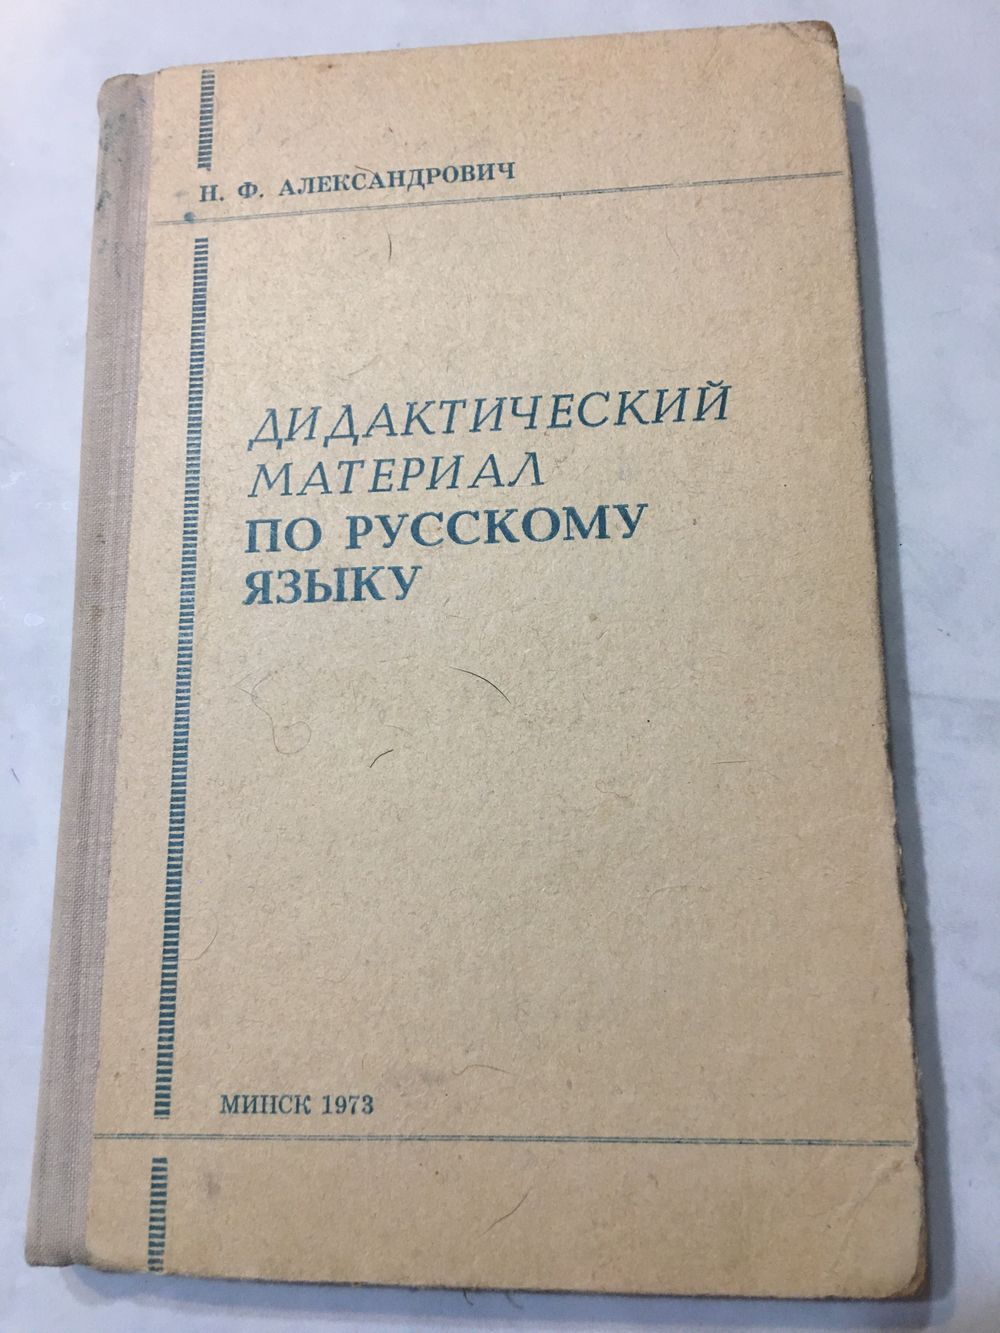 Н. Ф. АЛЕКСАНДРОВИЧ
ДИДАКТИЧЕСКИЙ
МАТЕРИАЛ
ПО РУССКОМУ
ЯЗЫКУ
МИНСК 1973